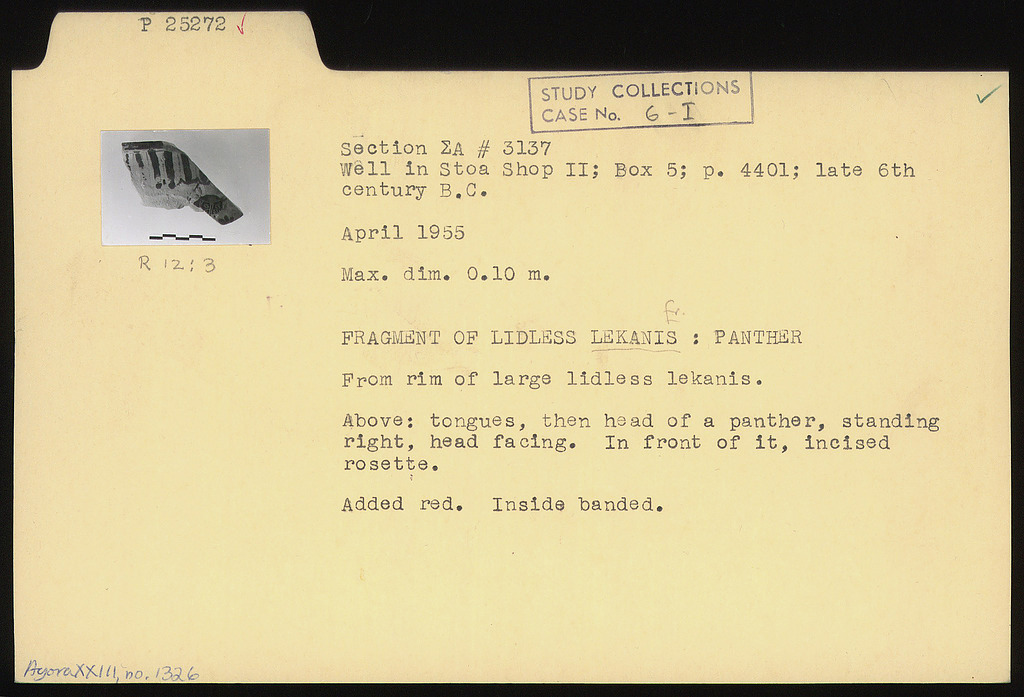 P 25272 ✓
STUDY COLLECTIONS
CASE No. 6-I
✓
R 12:3
Section ΣA # 3137
Well in Stoa Shop II; Box 5; p. 4401; late 6th
century B.C.
April 1955
Max. dim. 0.10 m.
fr.
FRAGMENT OF LIDLESS LEKANIS : PANTHER
From rim of large lidless lekanis.
Above: tongues, then head of a panther, standing
right, head facing. In front of it, incised
rosette.
Added red. Inside banded.
Agora XXIII, no. 1326